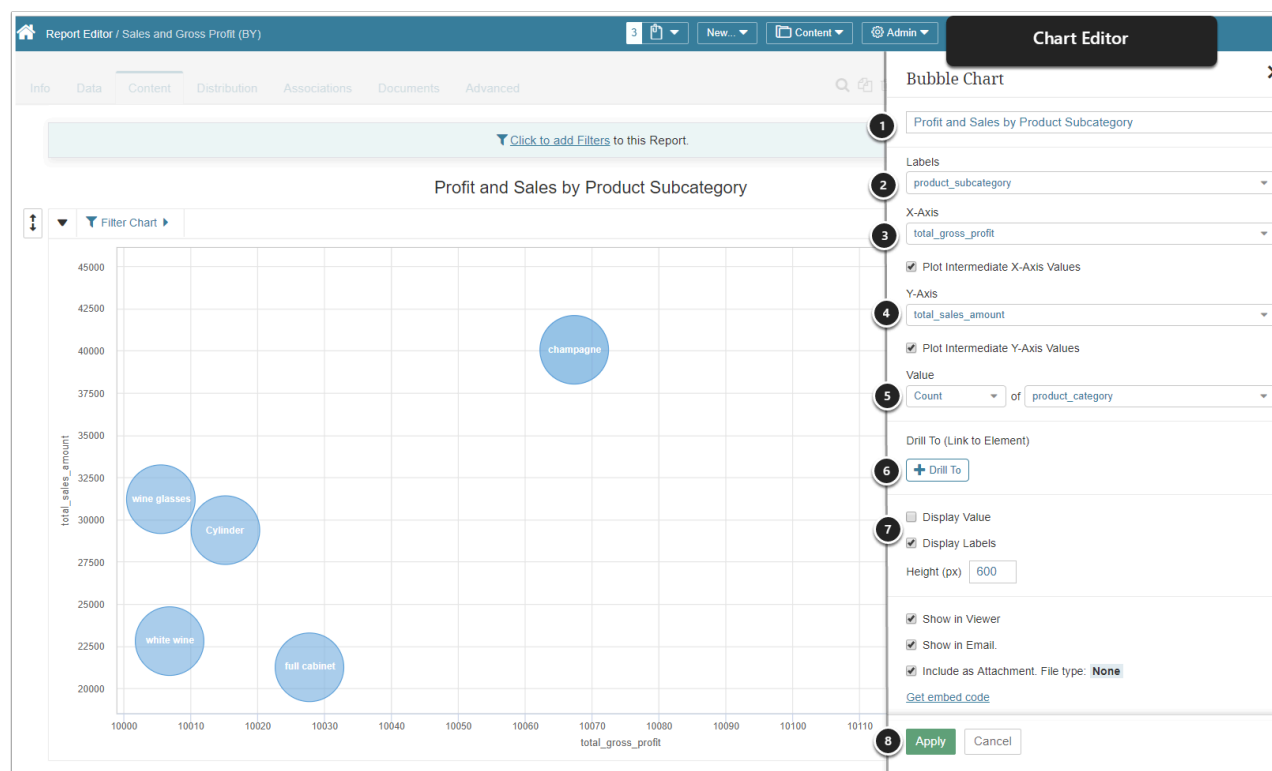 Report Editor / Sales and Gross Profit (BY)
3
New...
Content
Admin
Chart Editor
Info
Data
Content
Distribution
Associations
Documents
Advanced
Click to add Filters to this Report.
Profit and Sales by Product Subcategory
Filter Chart
45000
42500
40000
37500
35000
32500
30000
27500
25000
22500
20000
total_sales_amount
champagne
wine glasses
Cylinder
white wine
full cabinet
10000
10010
10020
10030
10040
10050
10060
10070
10080
10090
10100
10110
total_gross_profit
Bubble Chart
1
Profit and Sales by Product Subcategory
Labels
2
product_subcategory
X-Axis
3
total_gross_profit
Plot Intermediate X-Axis Values
Y-Axis
4
total_sales_amount
Plot Intermediate Y-Axis Values
Value
5
Count of product_category
Drill To (Link to Element)
6
Drill To
7
Display Value
Display Labels
Height (px) 600
Show in Viewer
Show in Email.
Include as Attachment. File type: None
Get embed code
8
Apply
Cancel